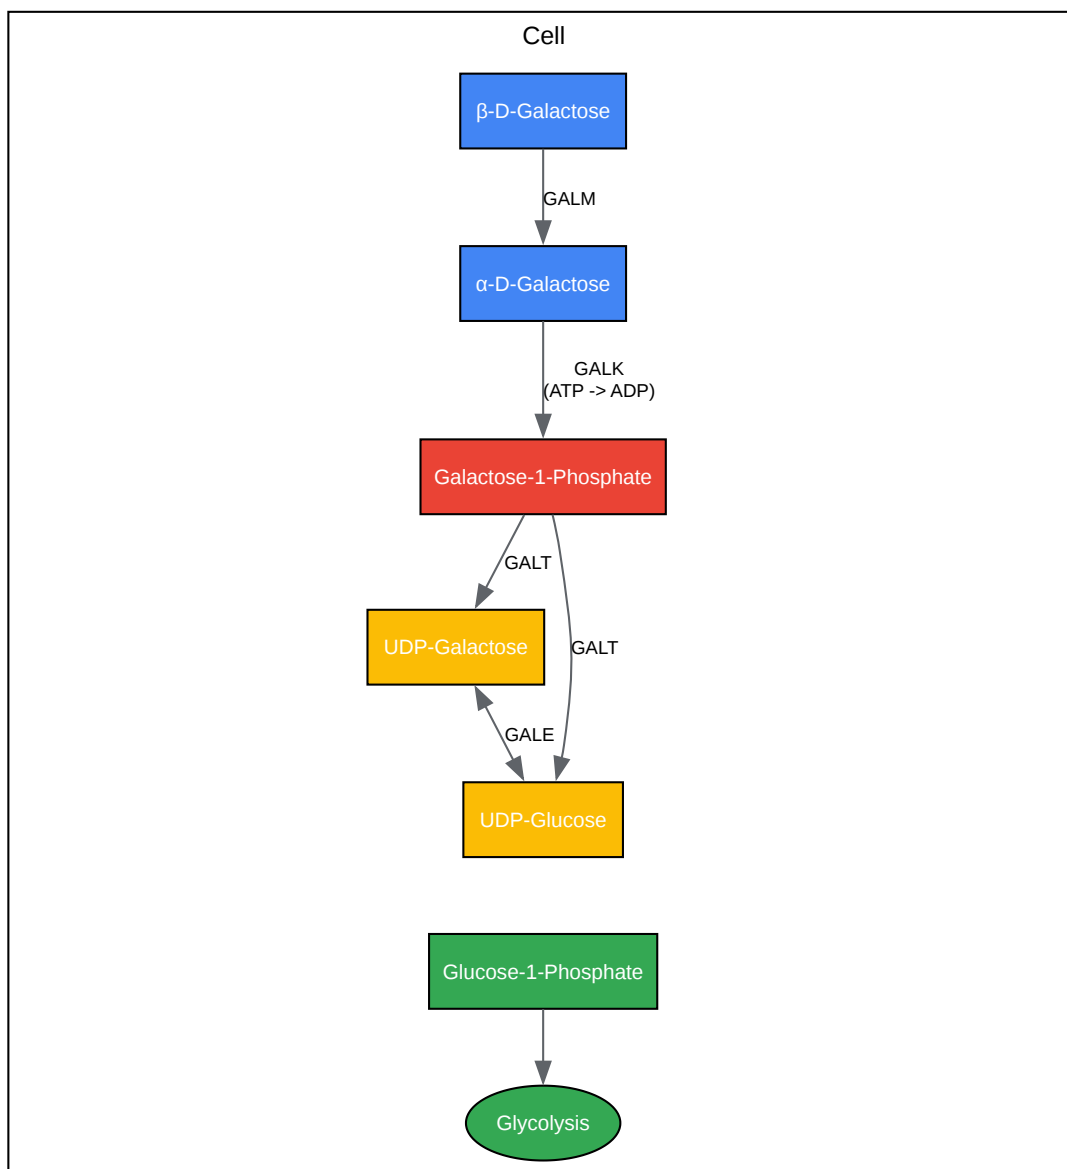 Cell
β-D-Galactose
GALM
α-D-Galactose
GALK
(ATP -> ADP)
Galactose-1-Phosphate
GALT
UDP-Galactose
GALT
GALE
UDP-Glucose
Glucose-1-Phosphate
Glycolysis